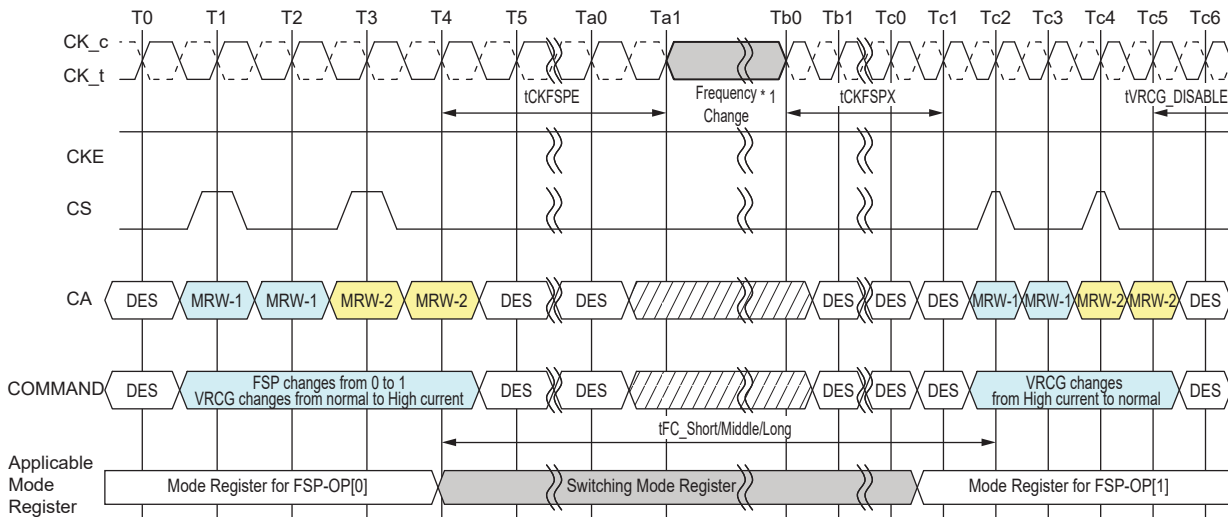 T0 T1 T2 T3 T4 T5 Ta0 Ta1 Tb0 Tb1 Tc0 Tc1 Tc2 Tc3 Tc4 Tc5 Tc6
CK_c
CK_t
tCKFSPE Frequency * 1 tCKFSPX tVRCG_DISABLE
Change
CKE
CS
CA DES MRW-1 MRW-1 MRW-2 MRW-2 DES DES DES DES DES MRW-1 MRW-1 MRW-2 MRW-2 DES
COMMAND DES FSP changes from 0 to 1 DES DES DES DES DES VRCG changes DES
VRCG changes from normal to High current from High current to normal
tFC_Short/Middle/Long
Applicable
Mode Mode Register for FSP-OP[0] Switching Mode Register Mode Register for FSP-OP[1]
Register